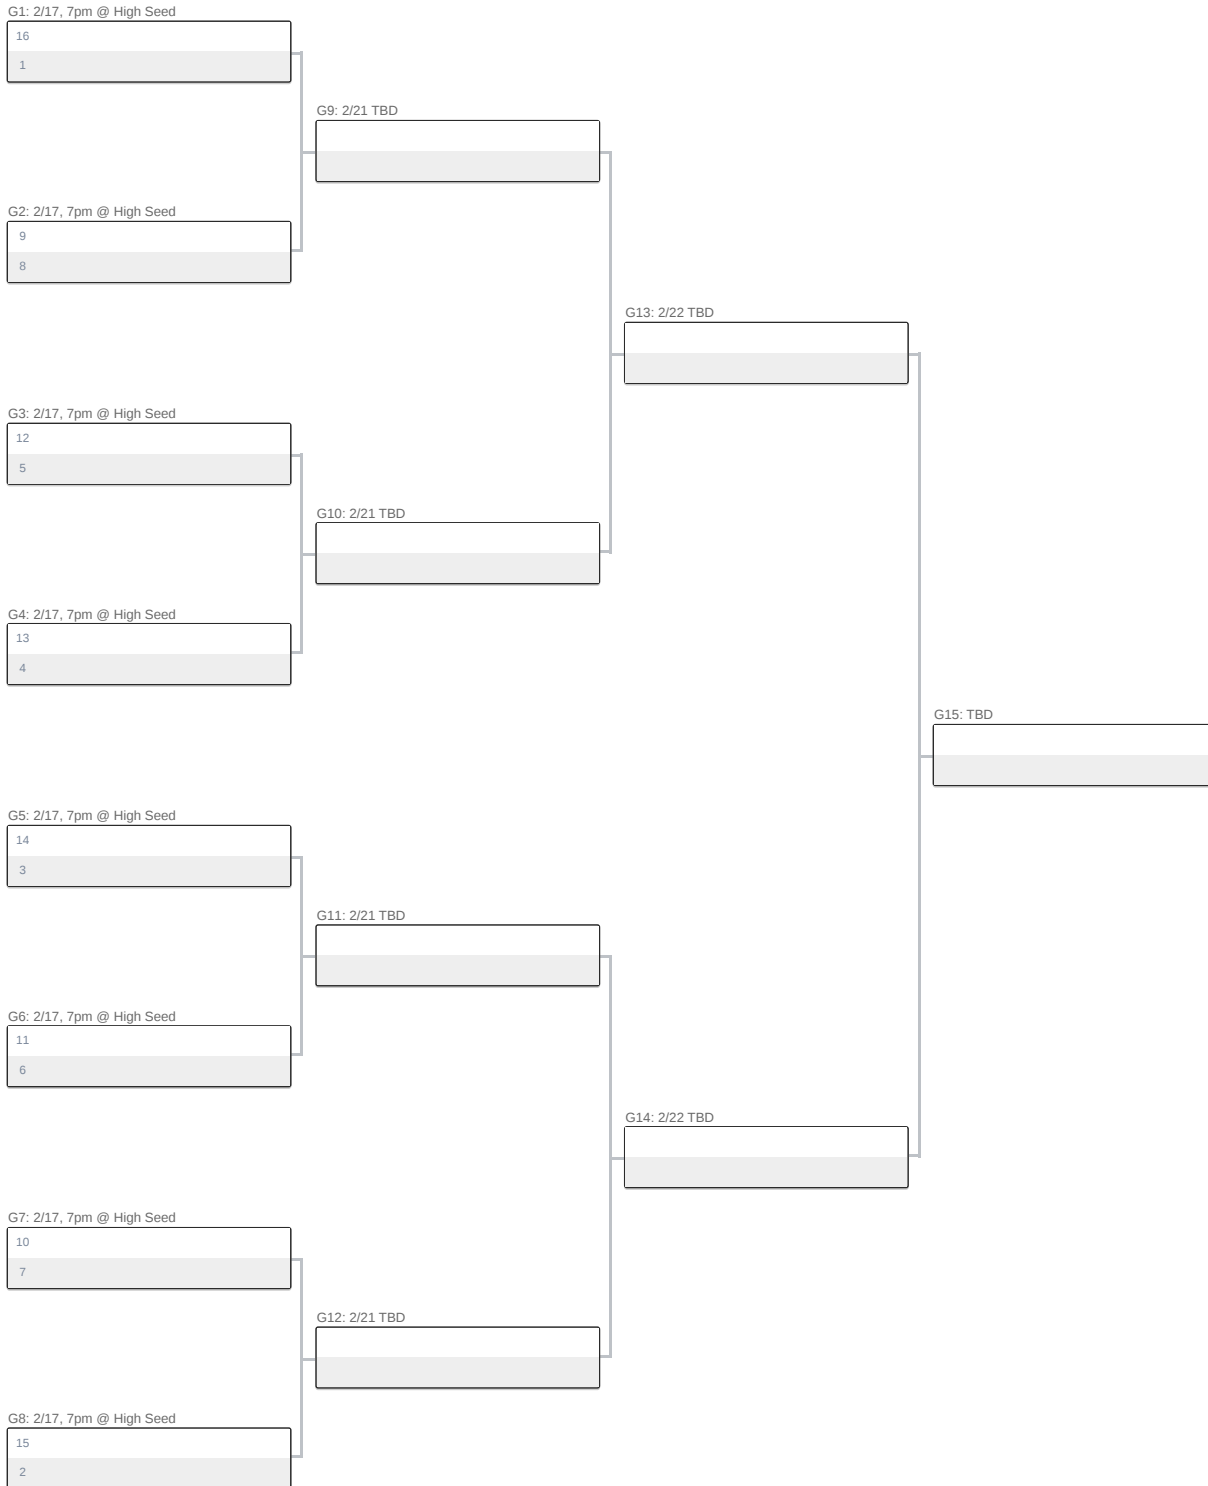 G1: 2/17, 7pm @ High Seed
16
1
G9: 2/21 TBD
G2: 2/17, 7pm @ High Seed
9
8
G13: 2/22 TBD
G3: 2/17, 7pm @ High Seed
12
5
G10: 2/21 TBD
G4: 2/17, 7pm @ High Seed
13
4
G15: TBD
G5: 2/17, 7pm @ High Seed
14
3
G11: 2/21 TBD
G6: 2/17, 7pm @ High Seed
11
6
G14: 2/22 TBD
G7: 2/17, 7pm @ High Seed
10
7
G12: 2/21 TBD
G8: 2/17, 7pm @ High Seed
15
2